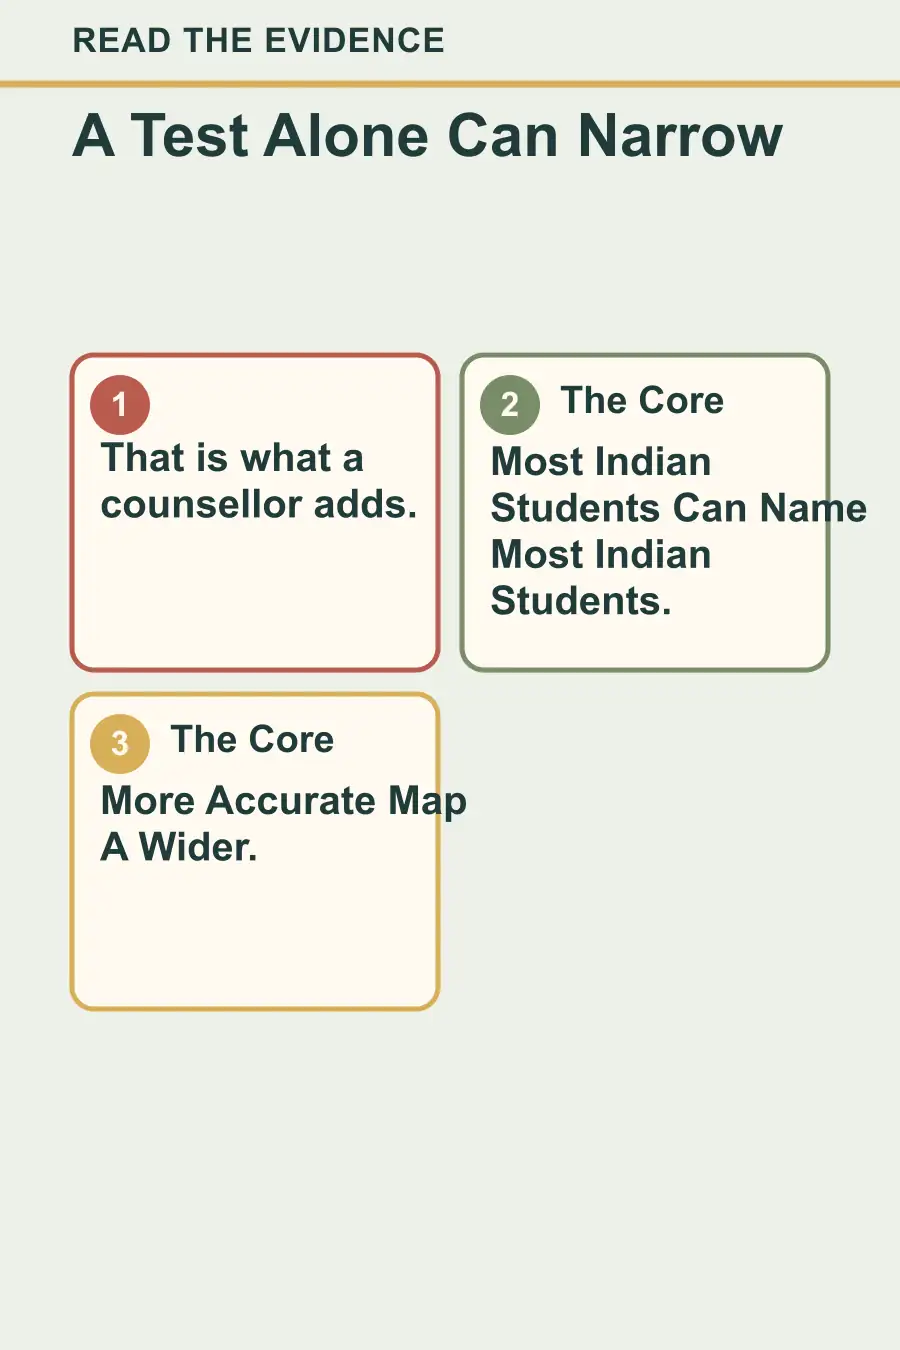 READ THE EVIDENCE
A Test Alone Can Narrow
1
That is what a
counsellor adds.
2
The Core
Most Indian
Students Can Name
Most Indian
Students.
3
The Core
More Accurate Map
A Wider.